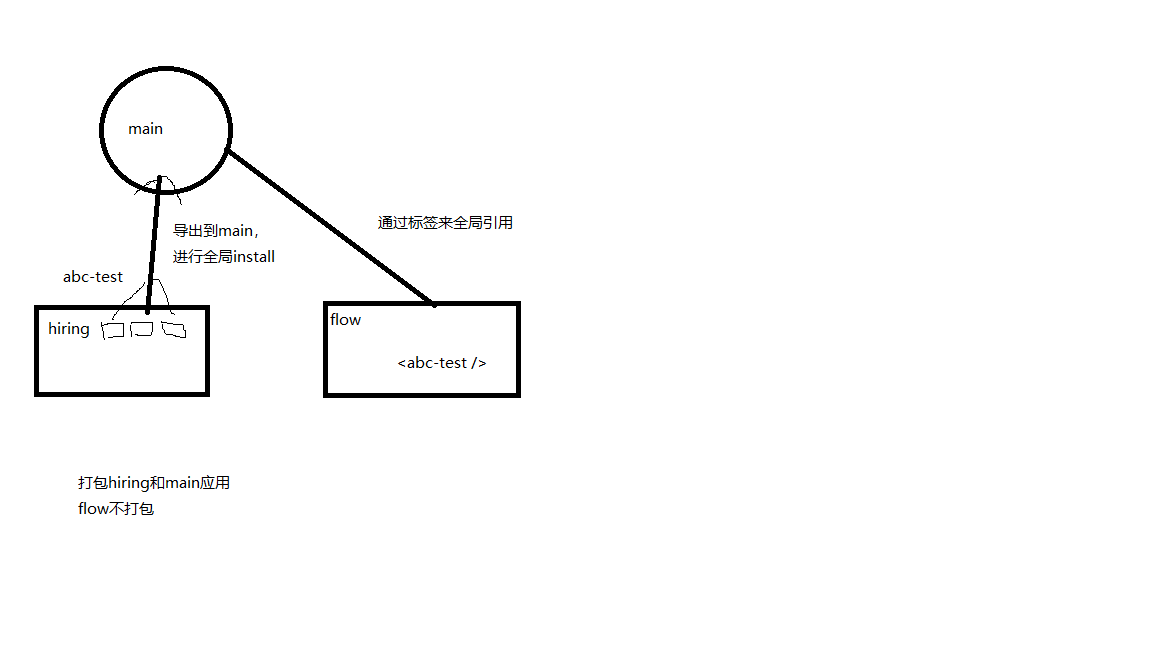 main
导出到main，
进行全局install
通过标签来全局引用
abc-test
hiring
flow
<abc-test />
打包hiring和main应用
flow不打包